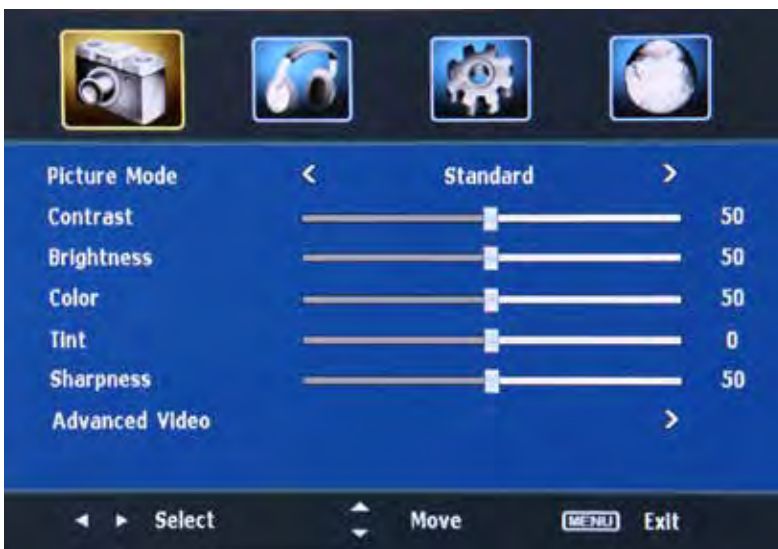 Picture Mode < Standard >
Contrast 50
Brightness 50
Color 50
Tint 0
Sharpness 50
Advanced Video >
◄ ► Select Move MENU Exit